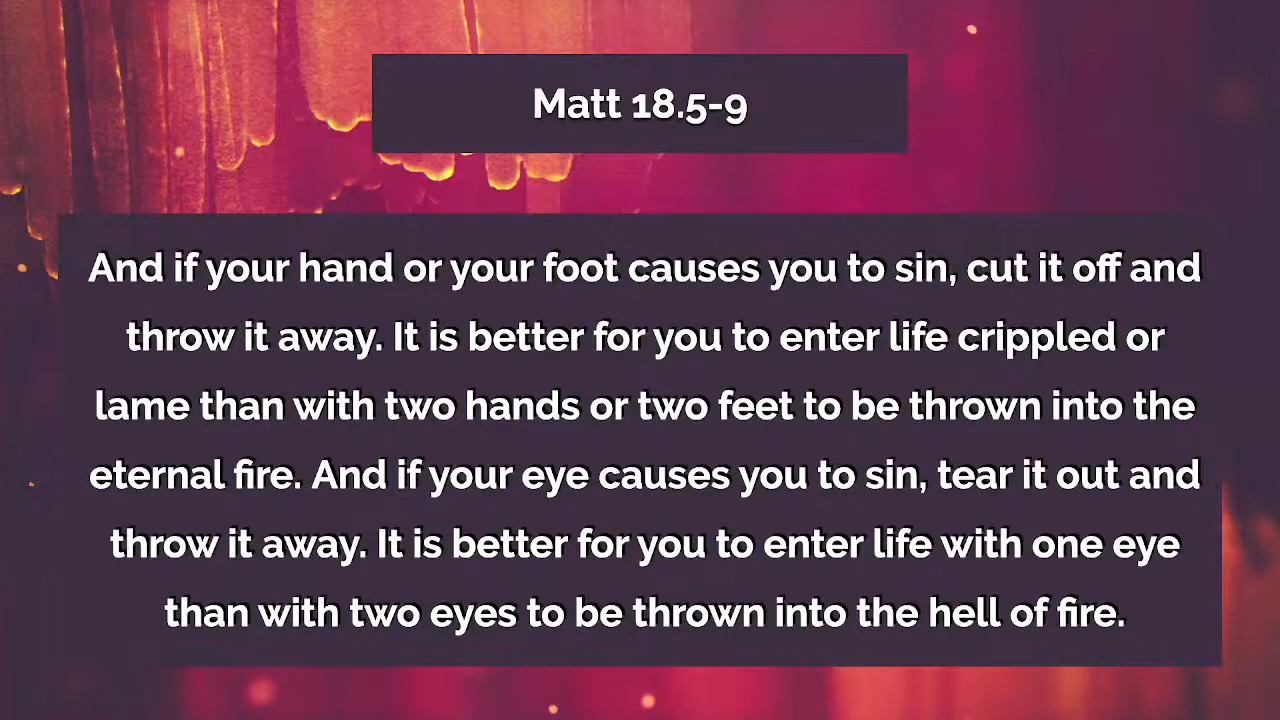 Matt 18.5-9
And if your hand or your foot causes you to sin, cut it off and
throw it away. It is better for you to enter life crippled or
lame than with two hands or two feet to be thrown into the
eternal fire. And if your eye causes you to sin, tear it out and
throw it away. It is better for you to enter life with one eye
than with two eyes to be thrown into the hell of fire.